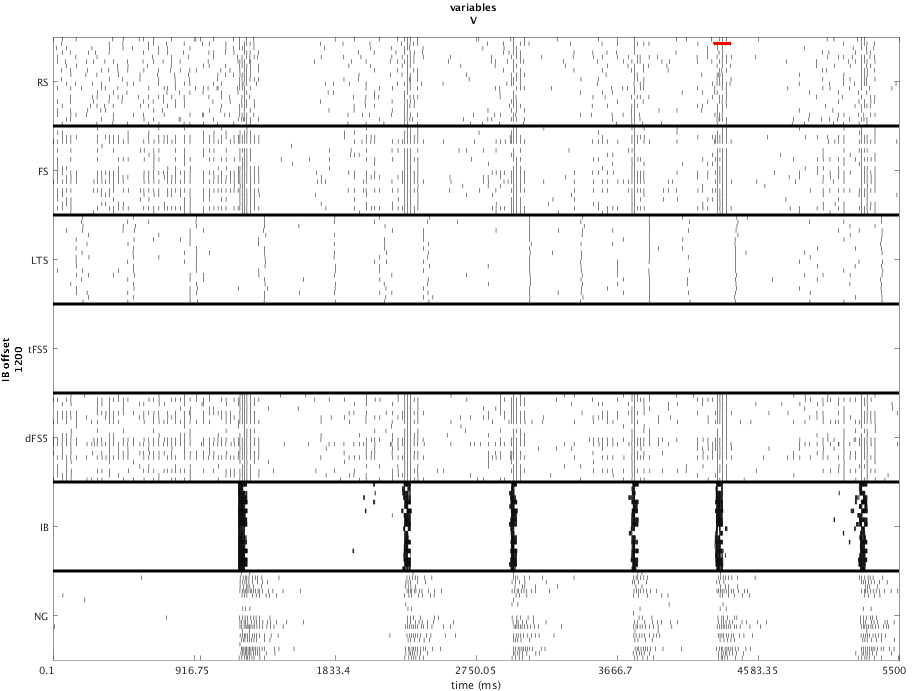 variables
V
RS
FS
LTS
tFS5
dFS5
IB
NG
IB offset
1200
0.1 916.75 1833.4 2750.05 3666.7 4583.35 5500
time (ms)